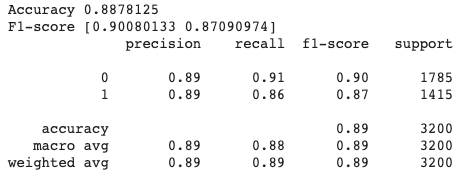 Accuracy 0.8878125
F1-score [0.90080133 0.87090974]
precision recall f1-score support
0 0.89 0.91 0.90 1785
1 0.89 0.86 0.87 1415
accuracy 0.89 3200
macro avg 0.89 0.88 0.89 3200
weighted avg 0.89 0.89 0.89 3200